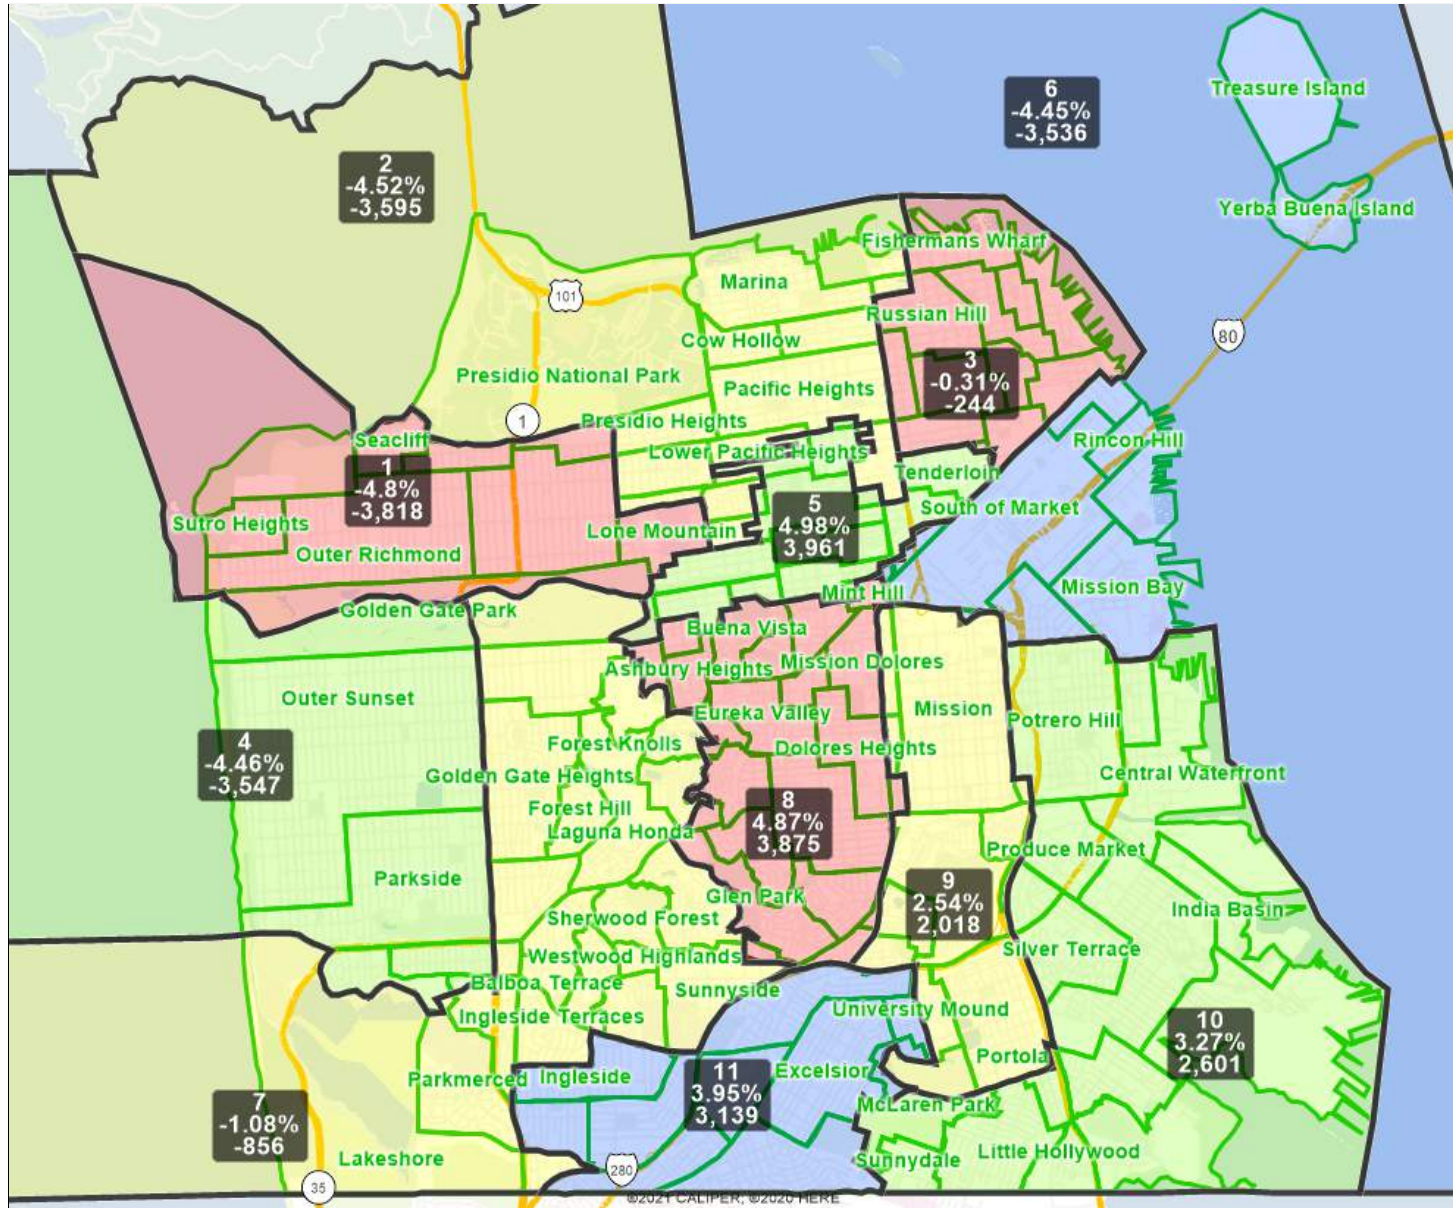 Treasure Island
6
-4.45%
-3,536
2
-4.52%
-3,595
Yerba Buena Island
Fishermans Wharf
Marina
101
Russian Hill
80
Cow Hollow
3
-0.31%
-244
Presidio National Park
Pacific Heights
1
Presidio Heights
Seacliff
Rincon Hill
Lower Pacific Heights
1
-4.8%
-3,818
Tenderloin
5
4.98%
3,961
South of Market
Sutro Heights
Lone Mountain
Outer Richmond
Mission Bay
Mint Hill
Golden Gate Park
Buena Vista
Ashbury Heights
Mission Dolores
Outer Sunset
Mission
Eureka Valley
Potrero Hill
Forest Knolls
Dolores Heights
4
-4.46%
-3,547
Golden Gate Heights
Central Waterfront
8
4.87%
3,875
Forest Hill
Laguna Honda
Produce Market
Parkside
9
2.54%
2,018
Glen Park
India Basin
Sherwood Forest
Silver Terrace
Westwood Highlands
Balboa Terrace
Sunnyside
University Mound
Ingleside Terraces
10
3.27%
2,601
Portola
Parkmerced
Ingleside
11
3.95%
3,139
Excelsior
7
-1.08%
-856
McLaren Park
Lakeshore
Little Hollywood
Sunnydale
280
35
©2021 CALIPER; ©2020 HERE